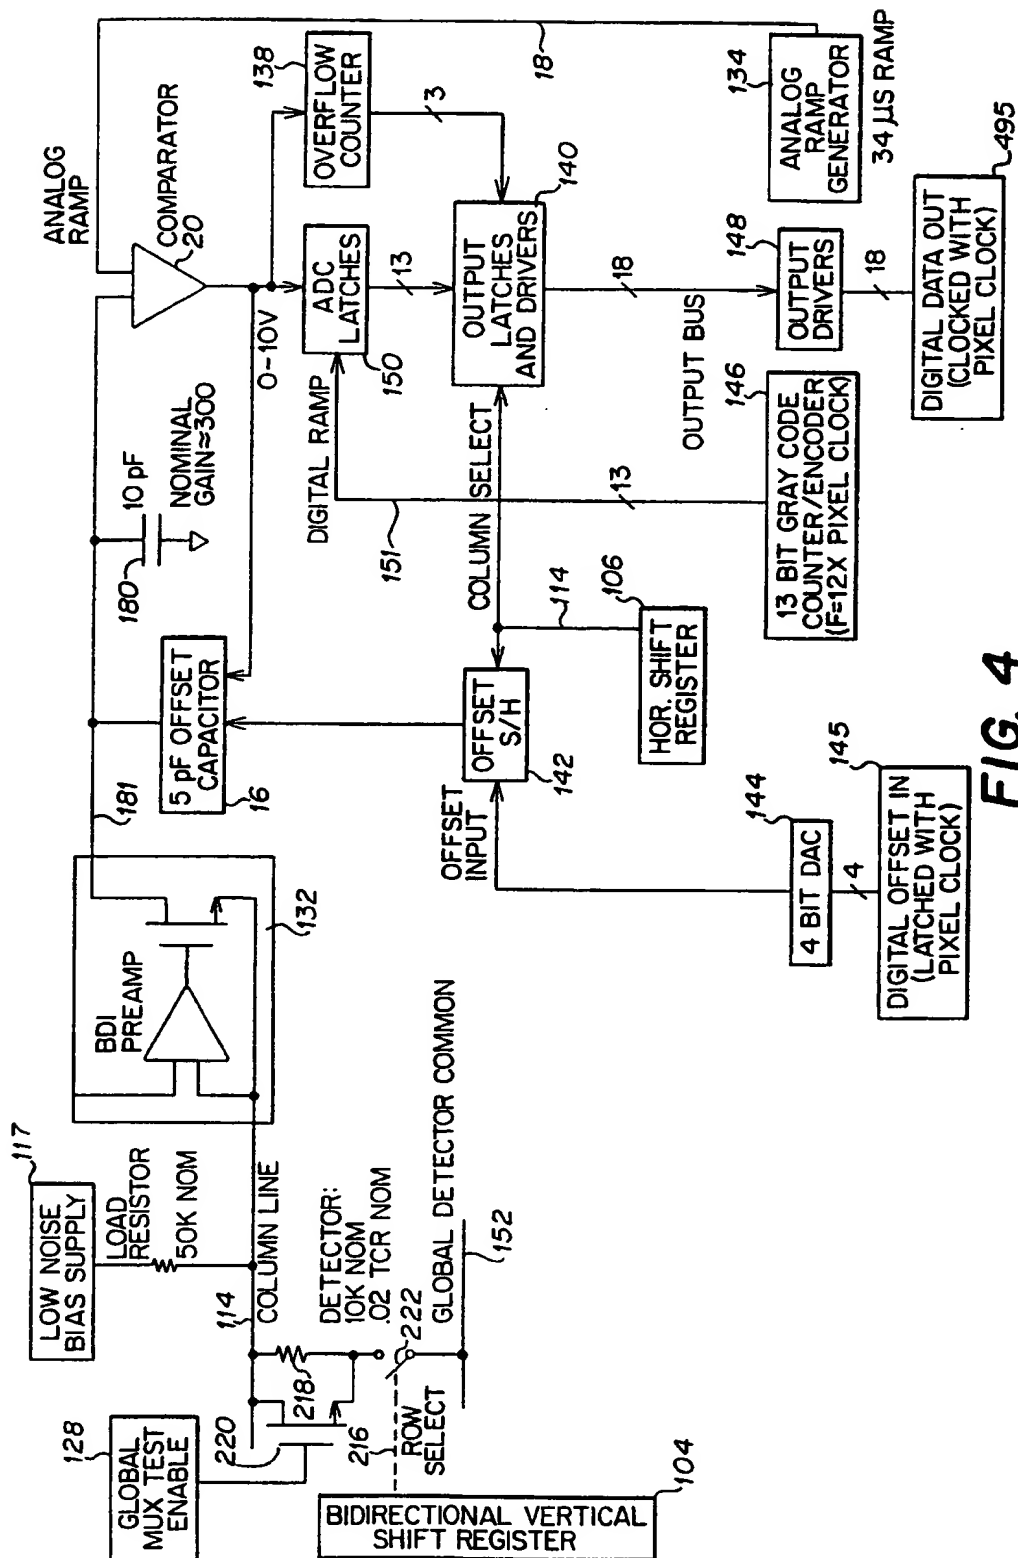 117
LOW NOISE
BIAS SUPPLY
LOAD
RESISTOR
50K NOM
128
GLOBAL
MUX TEST
ENABLE
114
COLUMN LINE
220
218
216
DETECTOR:
10K NOM
.02 TCR NOM
222
ROW
SELECT
GLOBAL DETECTOR COMMON
152
BIDIRECTIONAL VERTICAL
SHIFT REGISTER
104
BDI
PREAMP
132
181
5 pF OFFSET
CAPACITOR
16
180
10 pF
NOMINAL
GAIN≈300
ANALOG
RAMP
COMPARATOR
20
0-10V
138
OVERFLOW
COUNTER
3
18
ADC
LATCHES
150
13
DIGITAL RAMP
151
13
OUTPUT
LATCHES
AND DRIVERS
140
COLUMN SELECT
114
106
HOR. SHIFT
REGISTER
OFFSET
S/H
142
OFFSET
INPUT
144
4 BIT DAC
4
145
DIGITAL OFFSET IN
(LATCHED WITH
PIXEL CLOCK)
18
OUTPUT BUS
146
13 BIT GRAY CODE
COUNTER/ENCODER
(F=12X PIXEL CLOCK)
148
OUTPUT
DRIVERS
18
134
ANALOG
RAMP
GENERATOR
34 µS RAMP
495
DIGITAL DATA OUT
(CLOCKED WITH
PIXEL CLOCK)
FIG. 4